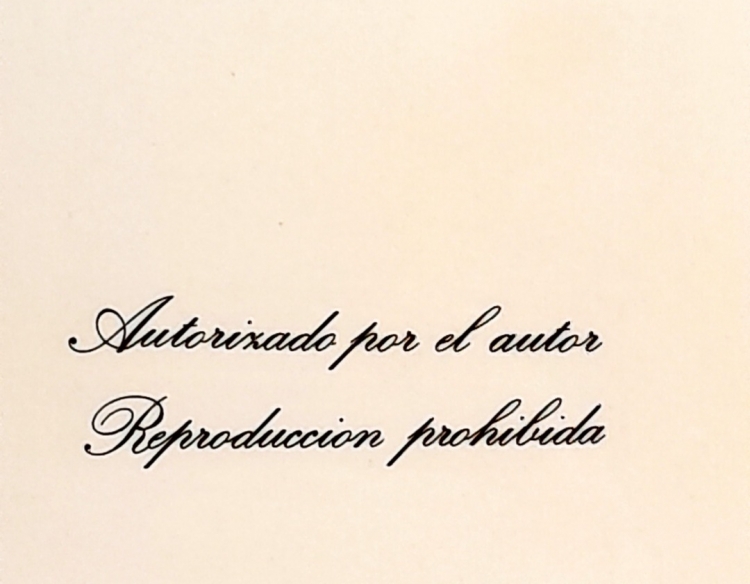 Autorizado por el autor
Reproduccion prohibida